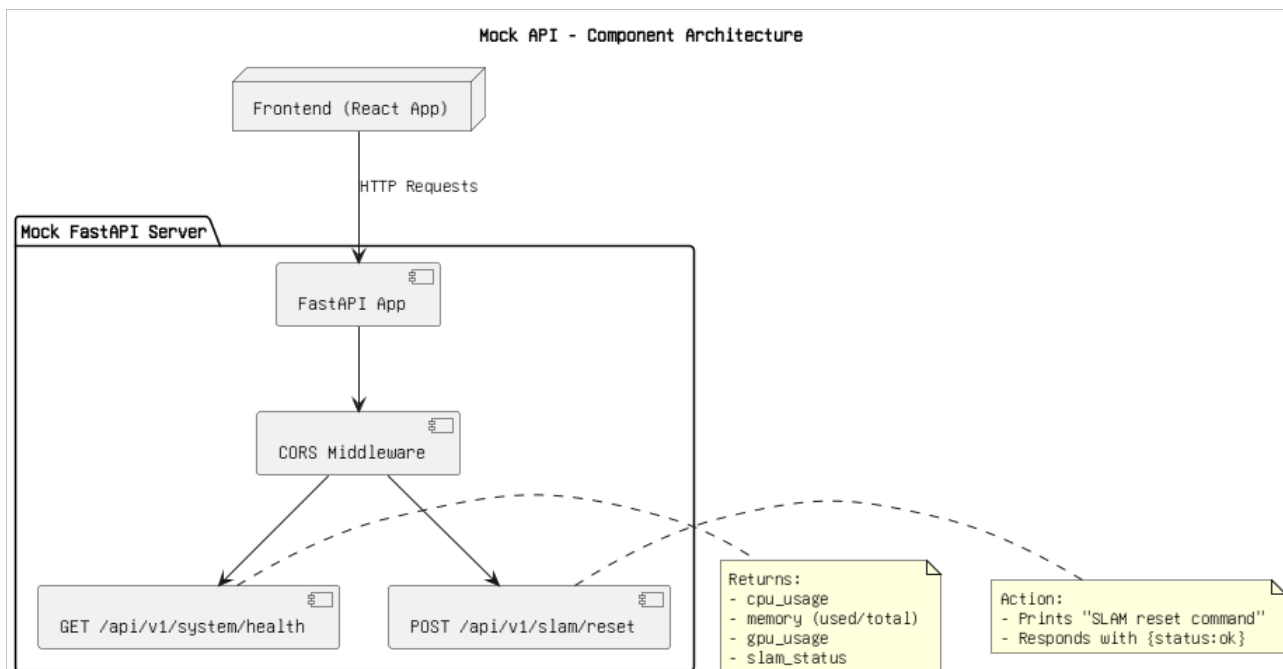 Mock API - Component Architecture
Frontend (React App)
HTTP Requests
Mock FastAPI Server
FastAPI App
CORS Middleware
GET /api/v1/system/health
POST /api/v1/slam/reset
Returns:
- cpu_usage
- memory (used/total)
- gpu_usage
- slam_status
Action:
- Prints "SLAM reset command"
- Responds with {status:ok}